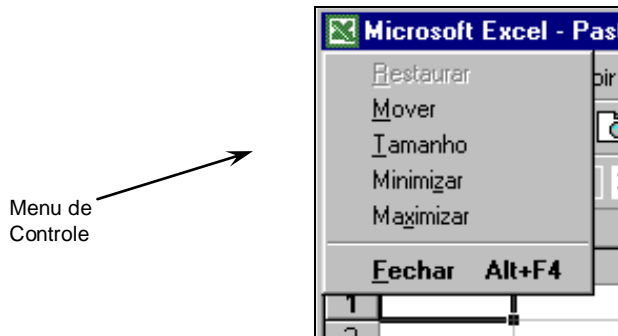 Microsoft Excel - Pas
Restaurar
Mover
Tamanho
Minimizar
Maximizar
Fechar Alt+F4
Menu de
Controle
1